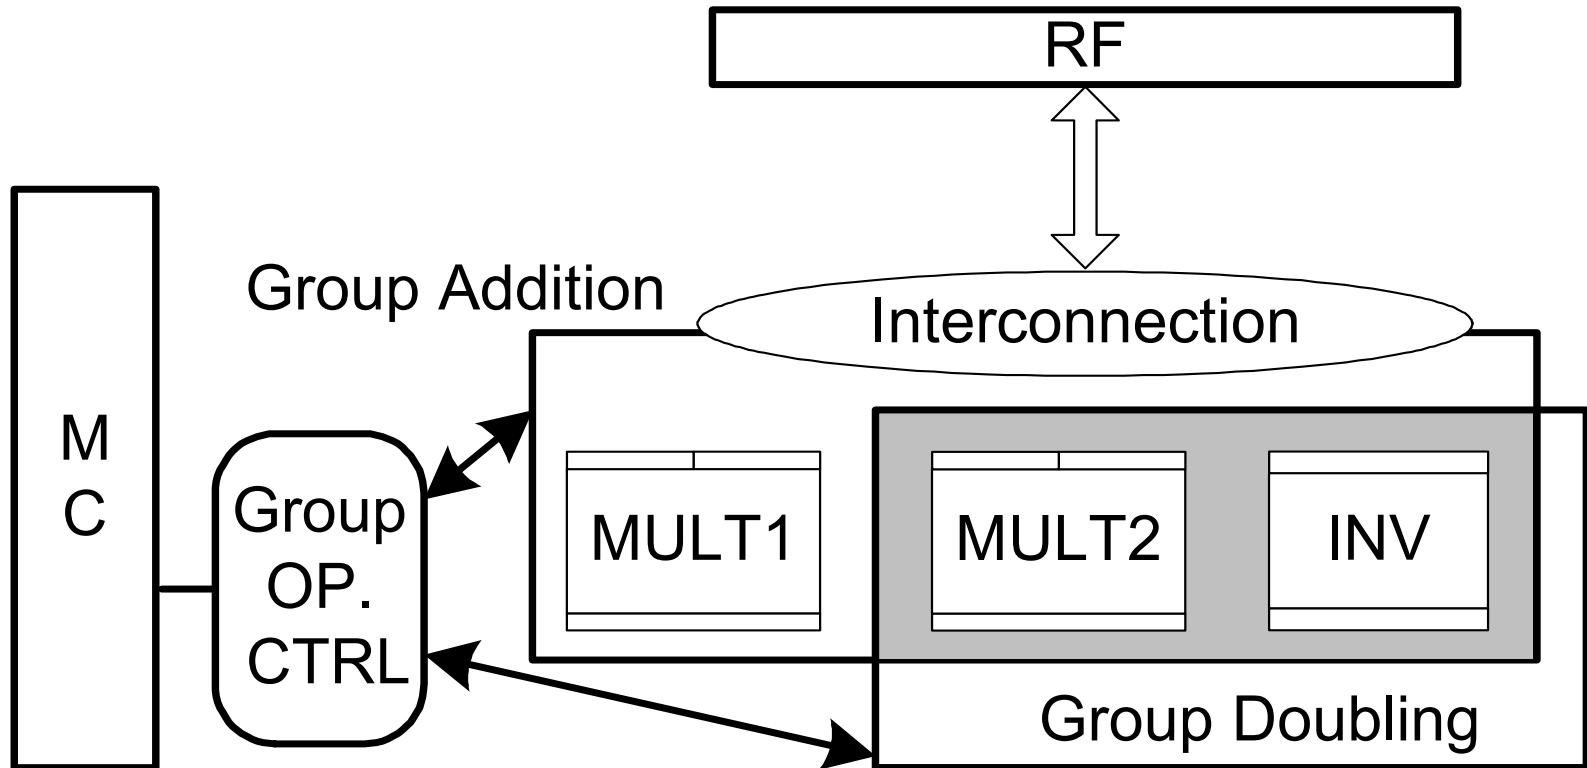 RF
Group Addition
Interconnection
M
C
Group
OP.
CTRL
MULT1
MULT2
INV
Group Doubling